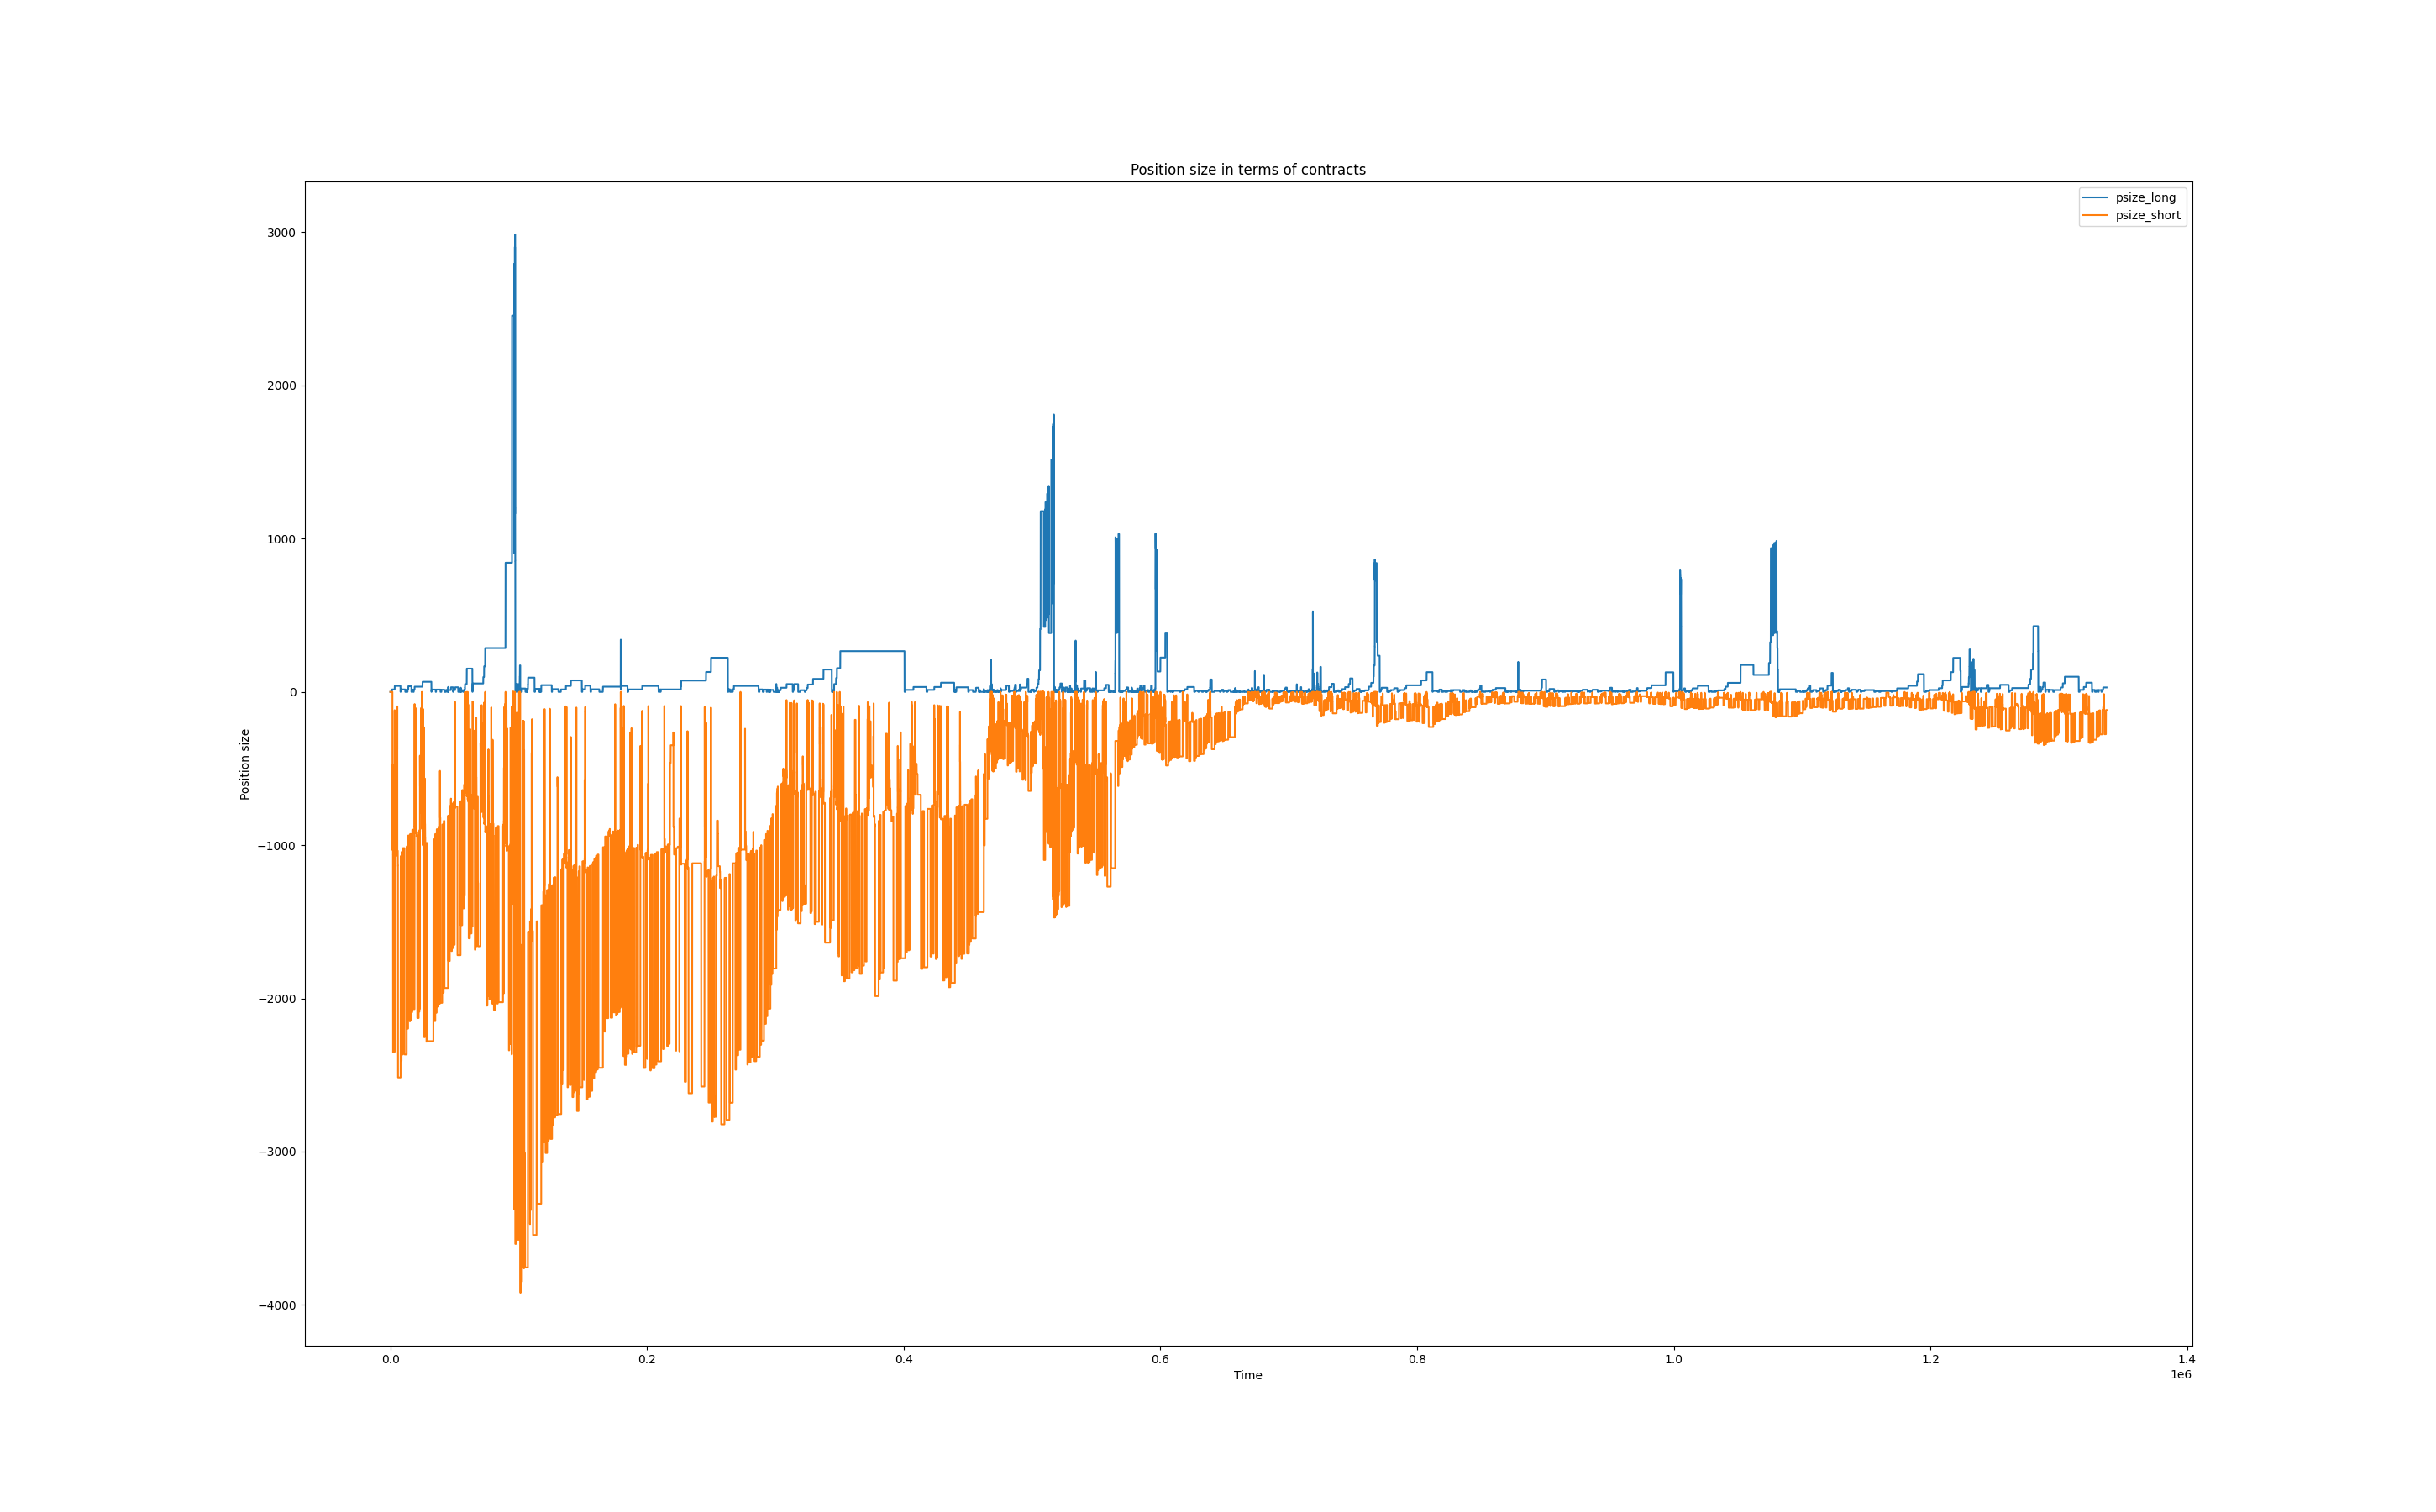 Position size in terms of contracts
psize_long
psize_short
3000
2000
1000
0
−1000
−2000
−3000
−4000
Position size
0.0
0.2
0.4
0.6
0.8
1.0
1.2
1.4
Time
1e6